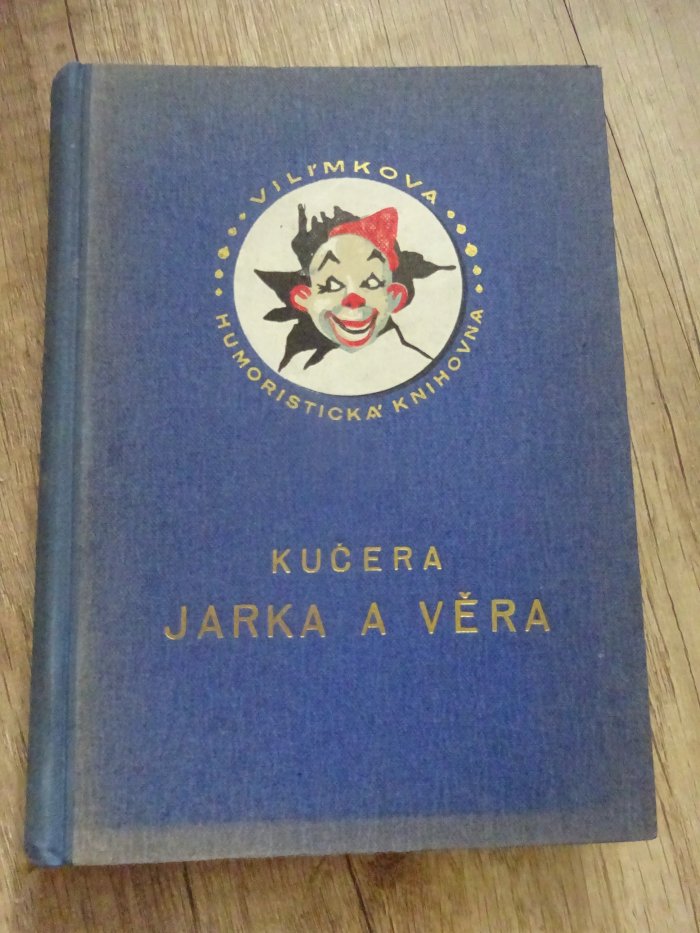 VILÍMKOVA
HUMORISTICKÁ KNIHOVNA
KUČERA
JARKA A VĚRA